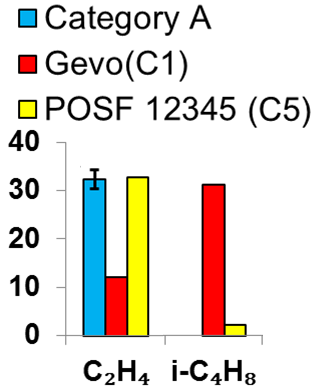 Category A
Gevo(C1)
POSF 12345 (C5)
40
30
20
10
0
C₂H₄ i-C₄H₈